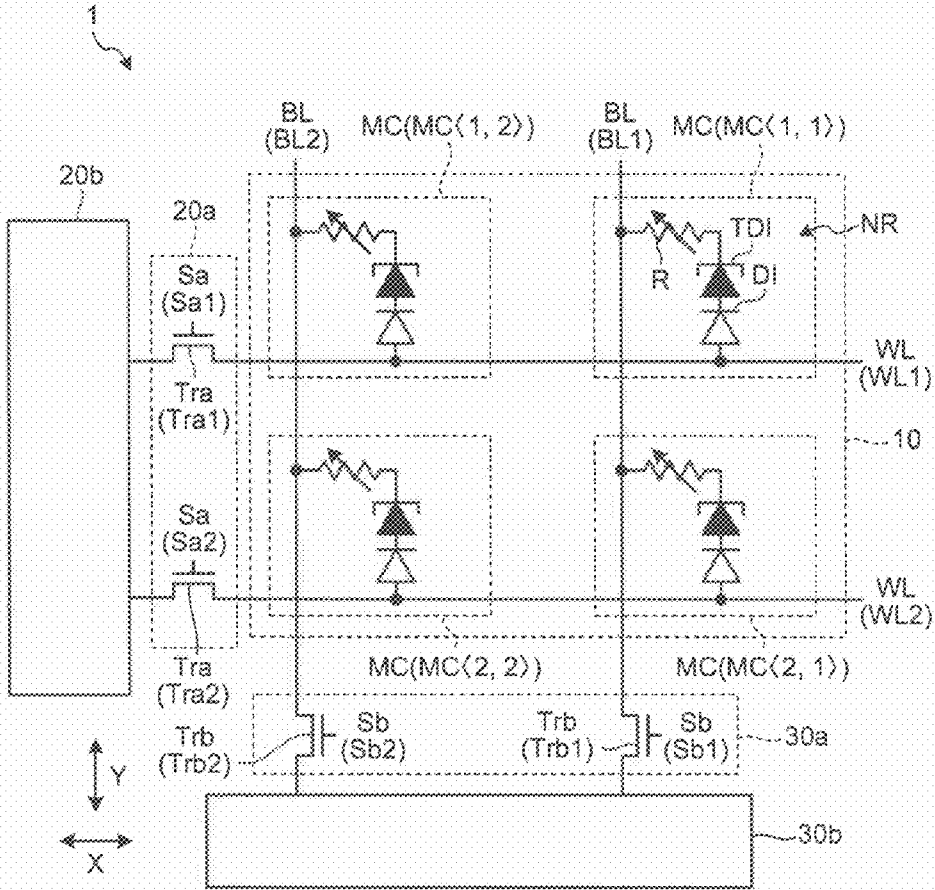 1
BL
(BL2)
MC(MC〈1, 2〉)
BL
(BL1)
MC(MC〈1, 1〉)
20b
20a
Sa
(Sa1)
TDI
NR
R
DI
Tra
(Tra1)
WL
(WL1)
10
Sa
(Sa2)
WL
(WL2)
Tra
(Tra2)
MC(MC〈2, 2〉)
MC(MC〈2, 1〉)
Trb
(Trb2)
Sb
(Sb2)
Trb
(Trb1)
Sb
(Sb1)
30a
Y
X
30b